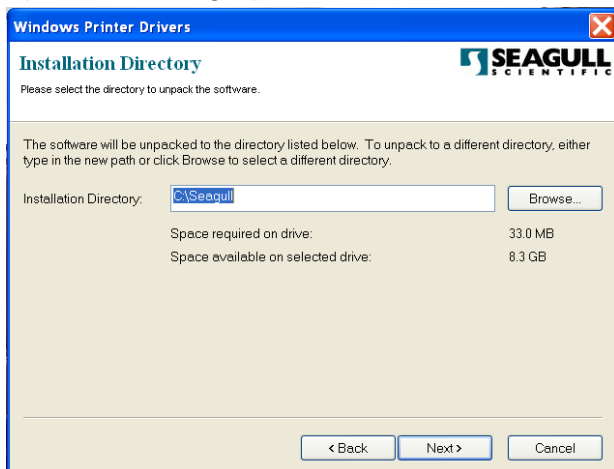 Windows Printer Drivers
Installation Directory
SEAGULL
SCIENTIFIC
Please select the directory to unpack the software.
The software will be unpacked to the directory listed below. To unpack to a different directory, either
type in the new path or click Browse to select a different directory.
Installation Directory: C:\Seagull Browse...
Space required on drive: 33.0 MB
Space available on selected drive: 8.3 GB
< Back Next > Cancel